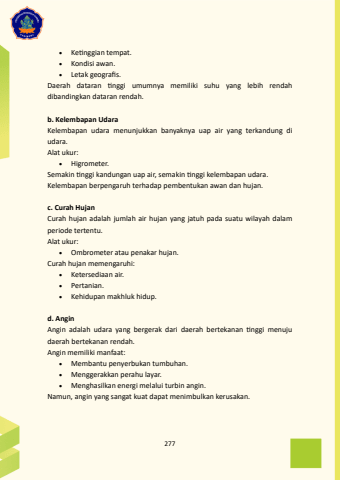 • Ketinggian tempat.
• Kondisi awan.
• Letak geografis.
Daerah dataran tinggi umumnya memiliki suhu yang lebih rendah
dibandingkan dataran rendah.
b. Kelembapan Udara
Kelembapan udara menunjukkan banyaknya uap air yang terkandung di
udara.
Alat ukur:
• Higrometer.
Semakin tinggi kandungan uap air, semakin tinggi kelembapan udara.
Kelembapan berpengaruh terhadap pembentukan awan dan hujan.
c. Curah Hujan
Curah hujan adalah jumlah air hujan yang jatuh pada suatu wilayah dalam
periode tertentu.
Alat ukur:
• Ombrometer atau penakar hujan.
Curah hujan memengaruhi:
• Ketersediaan air.
• Pertanian.
• Kehidupan makhluk hidup.
d. Angin
Angin adalah udara yang bergerak dari daerah bertekanan tinggi menuju
daerah bertekanan rendah.
Angin memiliki manfaat:
• Membantu penyerbukan tumbuhan.
• Menggerakkan perahu layar.
• Menghasilkan energi melalui turbin angin.
Namun, angin yang sangat kuat dapat menimbulkan kerusakan.
277